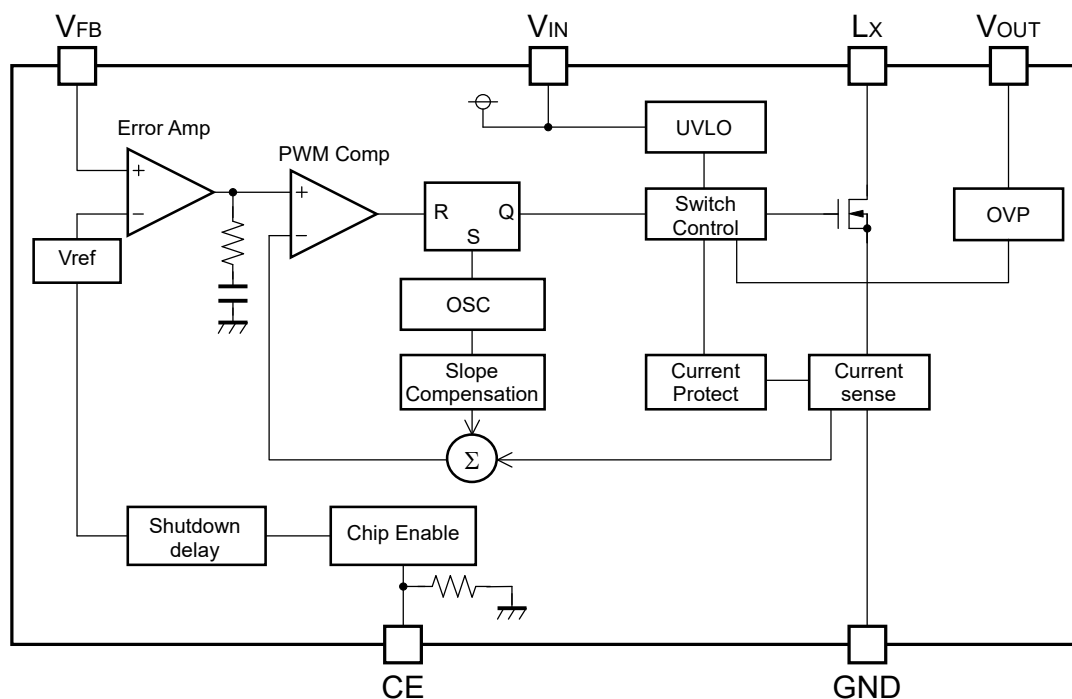 VFB
VIN
LX
VOUT
Error Amp
PWM Comp
UVLO
+
−
+
−
R
Q
S
Switch
Control
OVP
Vref
OSC
Slope
Compensation
Current
Protect
Current
sense
Σ
Shutdown
delay
Chip Enable
CE
GND